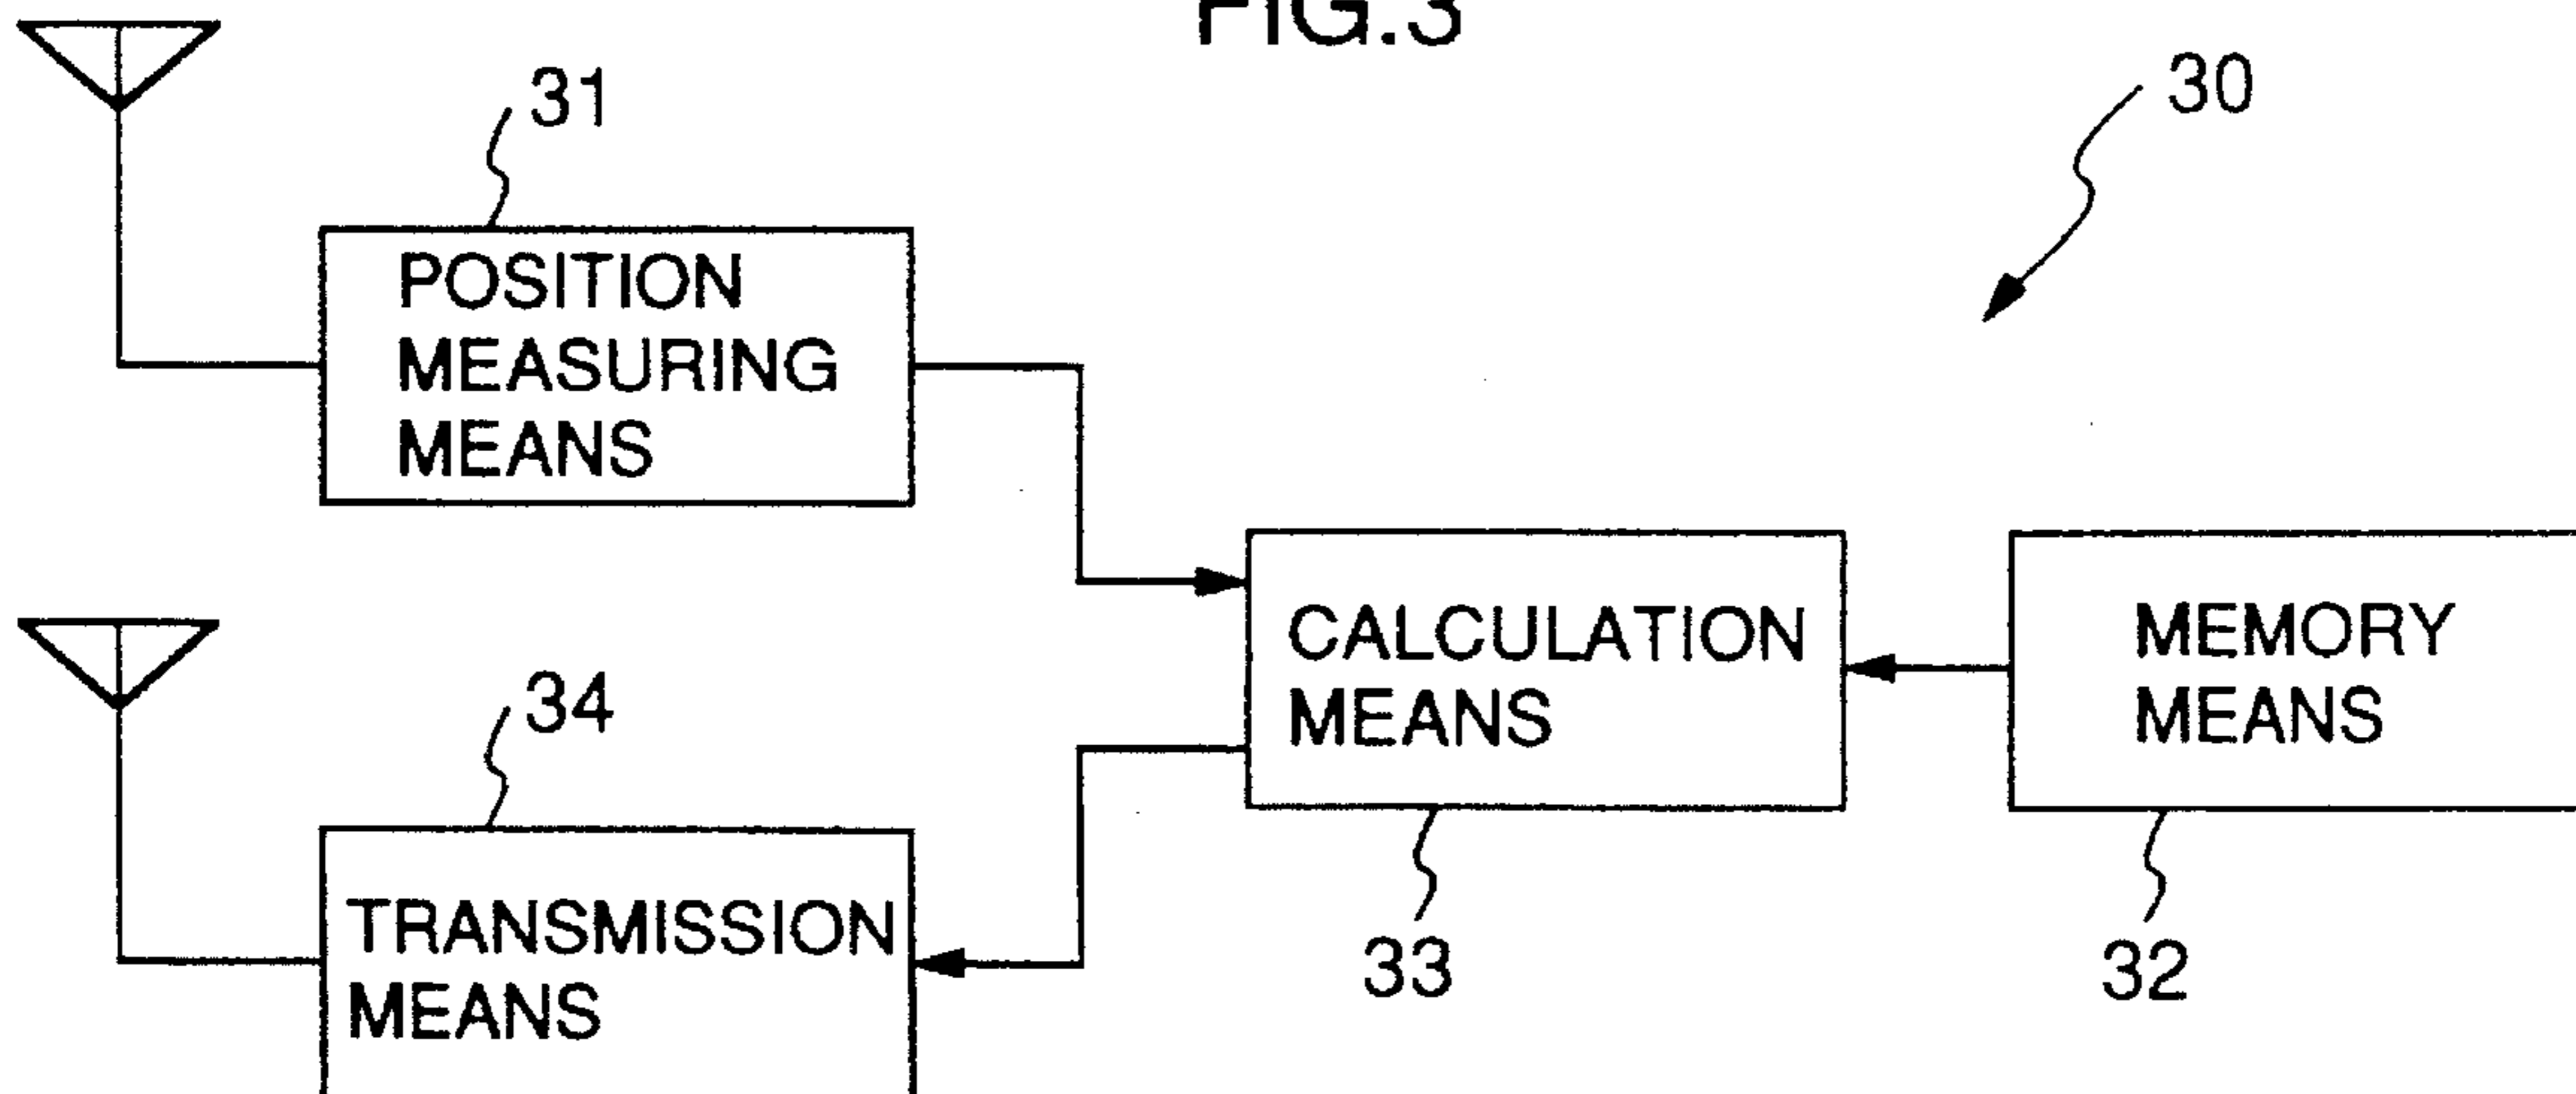 FIG.3
31
30
POSITION
MEASURING
MEANS
CALCULATION
MEANS
MEMORY
MEANS
34
TRANSMISSION
MEANS
33
32